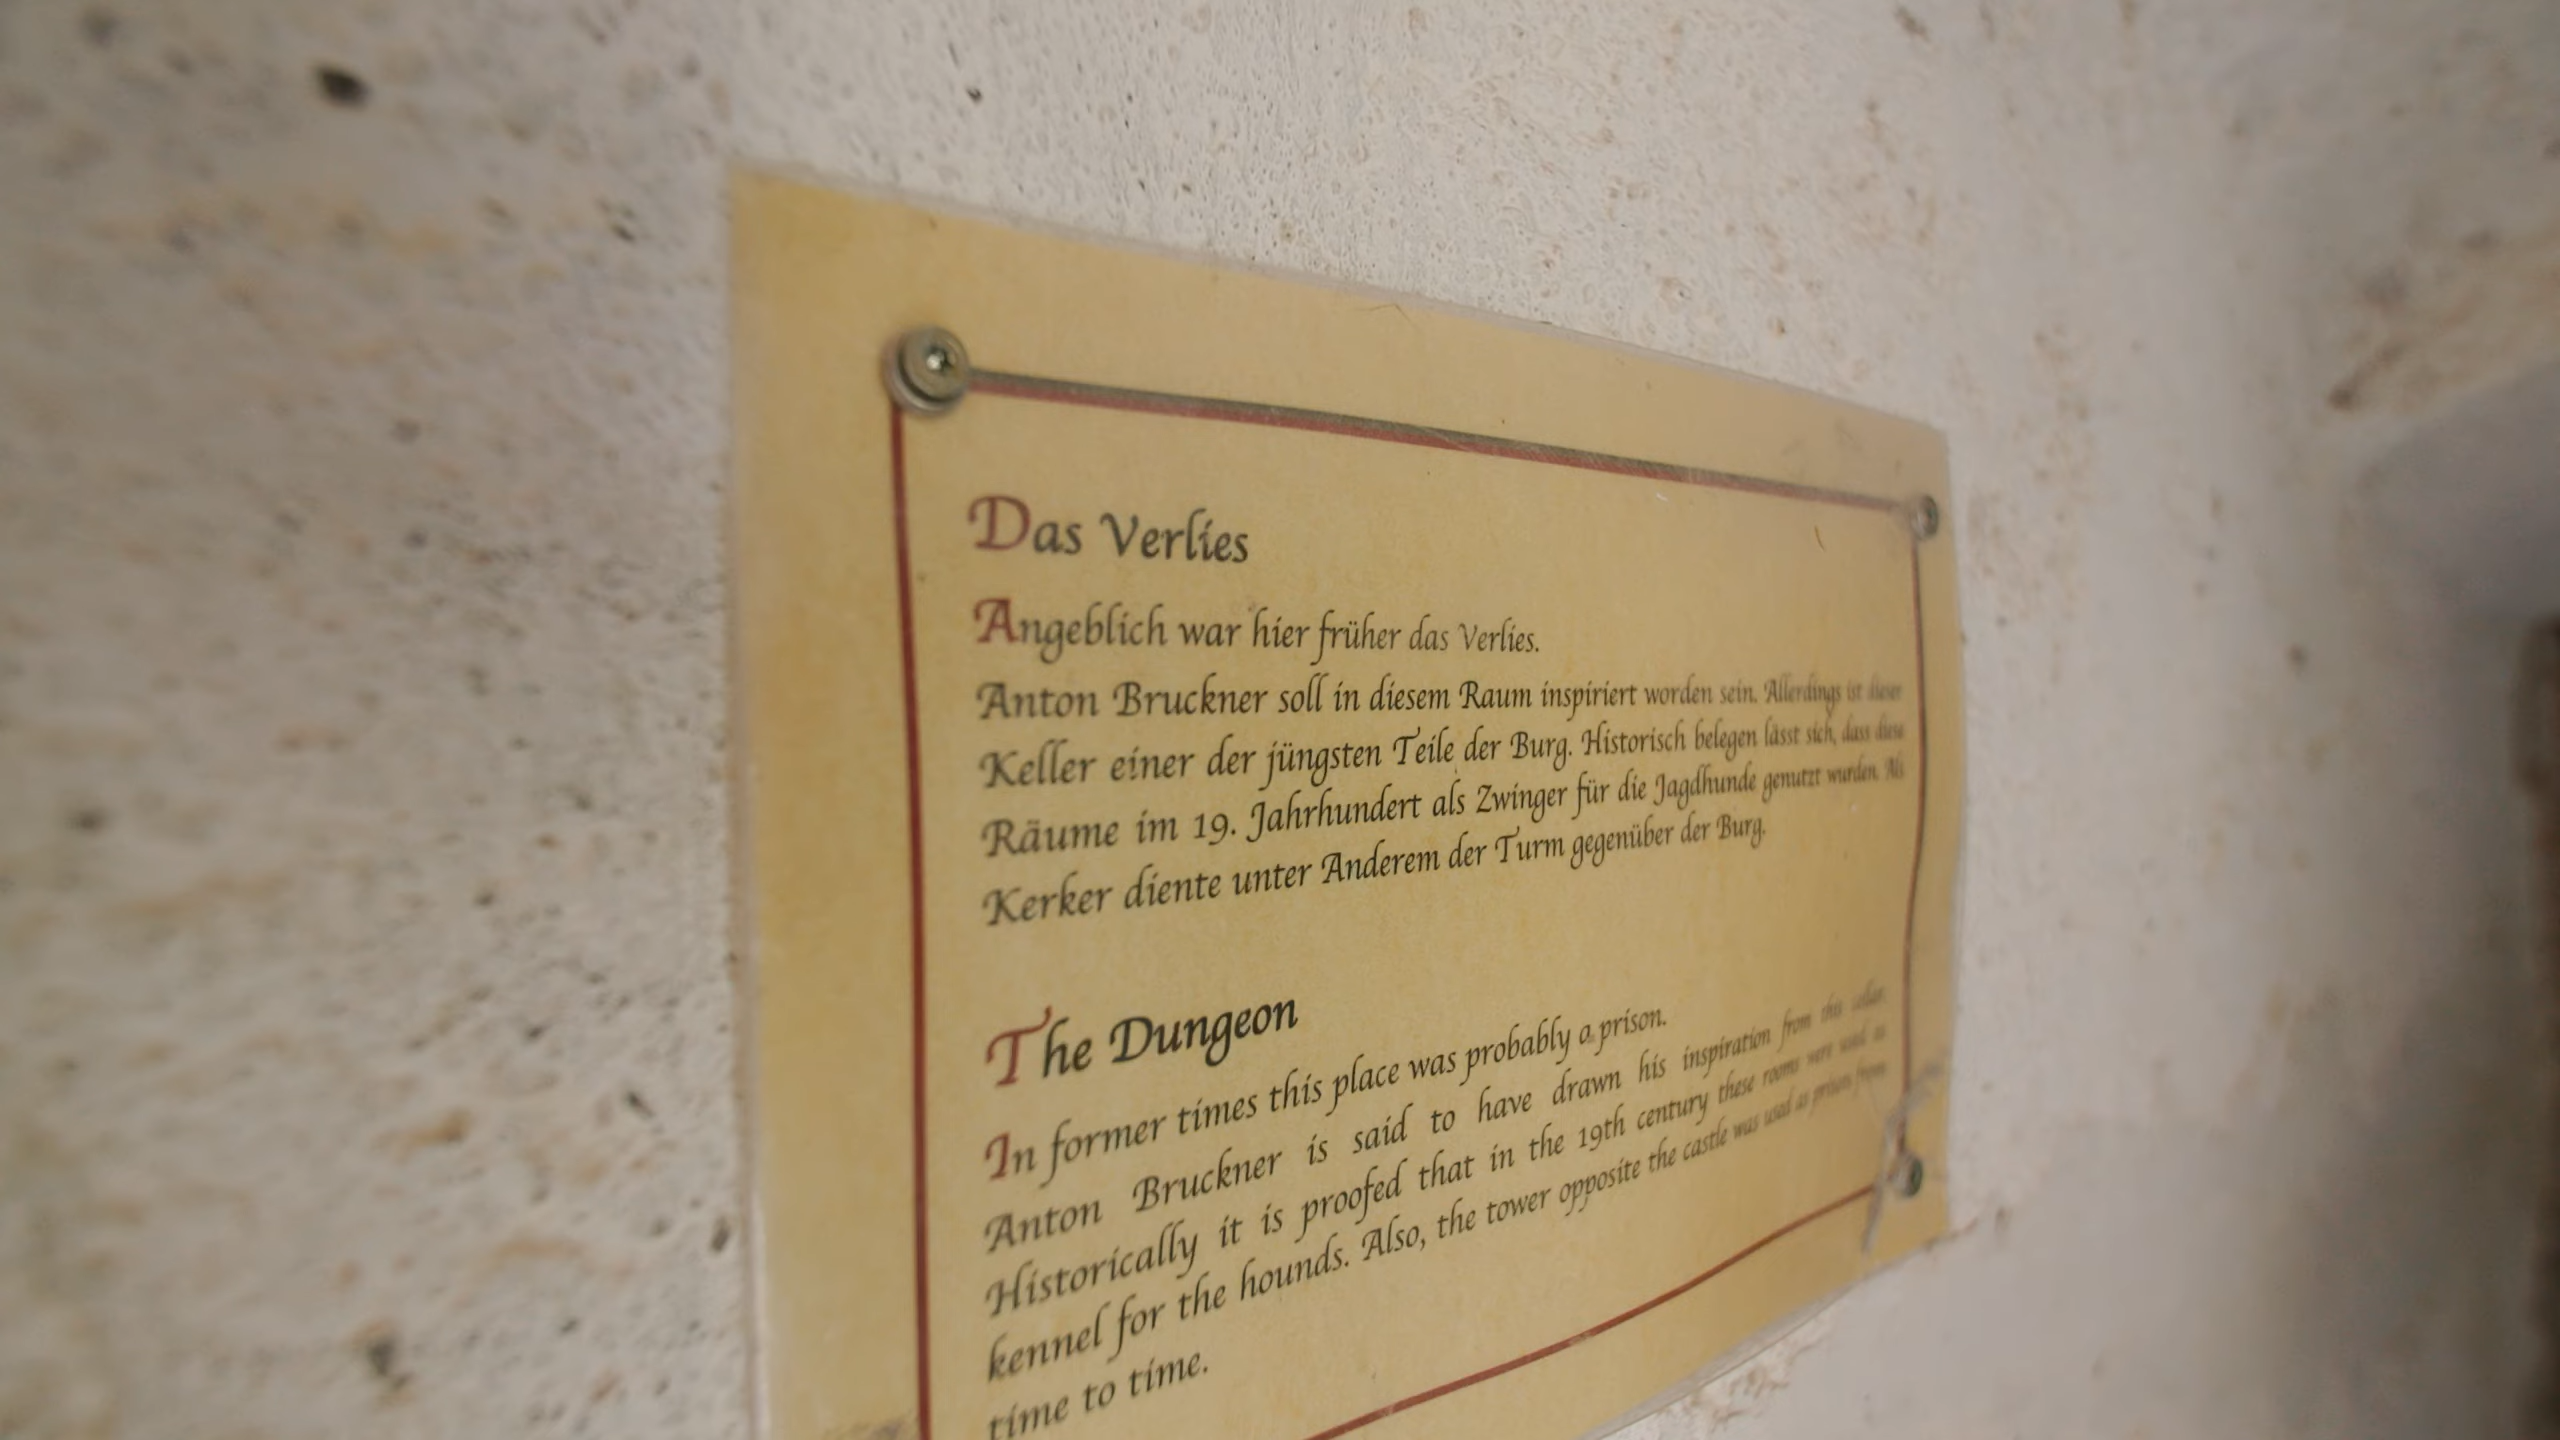 Das Verlies
Angeblich war hier früher das Verlies.
Anton Bruckner soll in diesem Raum inspiriert worden sein. Allerdings ist dieser
Keller einer der jüngsten Teile der Burg. Historisch belegen lässt sich, dass diese
Räume im 19. Jahrhundert als Zwinger für die Jagdhunde genutzt wurden. Als
Kerker diente unter Anderem der Turm gegenüber der Burg.
The Dungeon
In former times this place was probably a prison.
Anton Bruckner is said to have drawn his inspiration from this cellar.
Historically it is proofed that in the 19th century these rooms were used as
kennel for the hounds. Also, the tower opposite the castle was used as prison from
time to time.